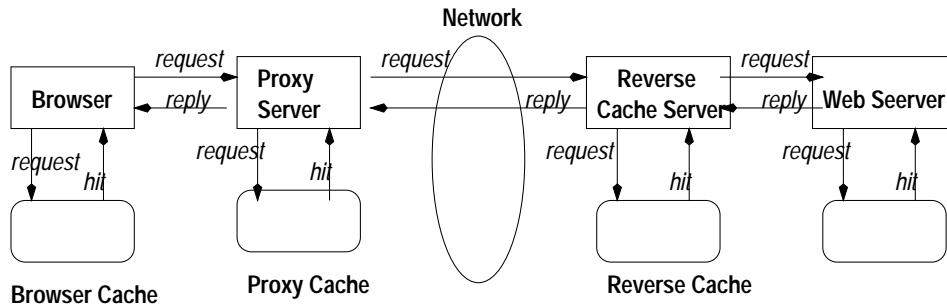 Network
request
request
request
Browser
Proxy
Server
Reverse
Cache Server
Web Seerver
reply
reply
reply
request
hit
request
hit
request
hit
request
hit
Browser Cache
Proxy Cache
Reverse Cache